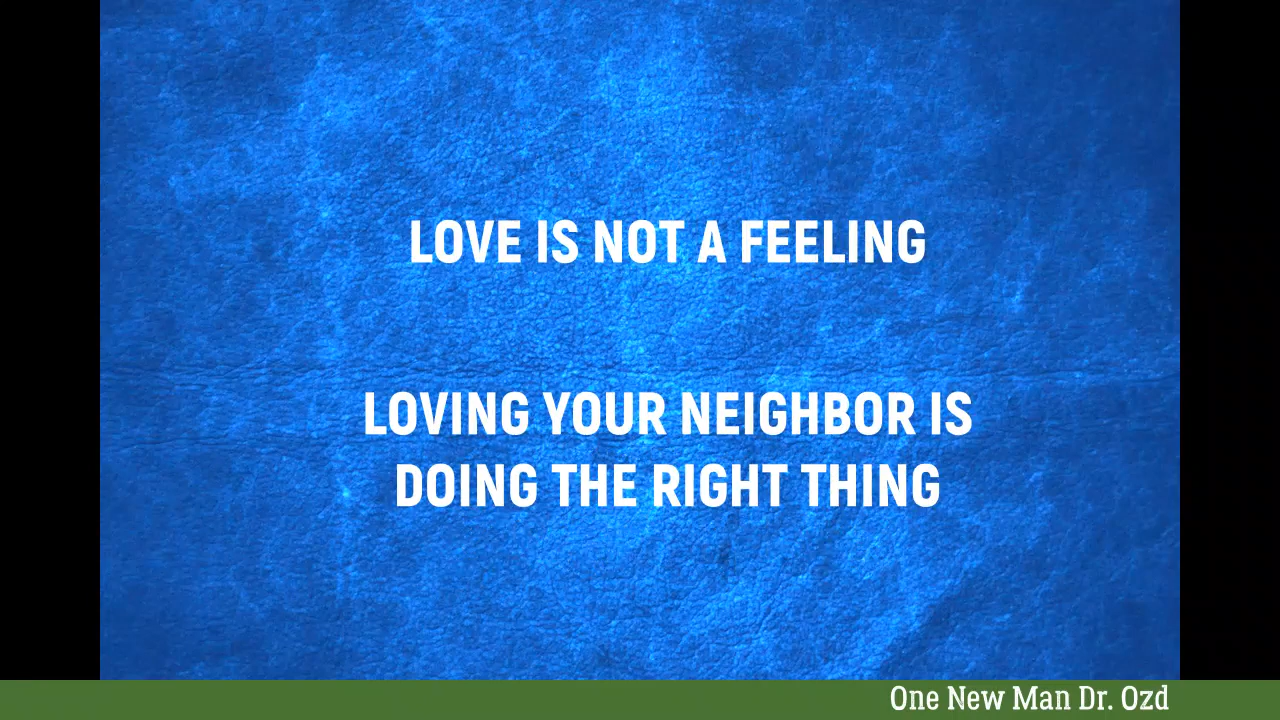 LOVE IS NOT A FEELING
LOVING YOUR NEIGHBOR IS
DOING THE RIGHT THING
One New Man Dr. Ozd